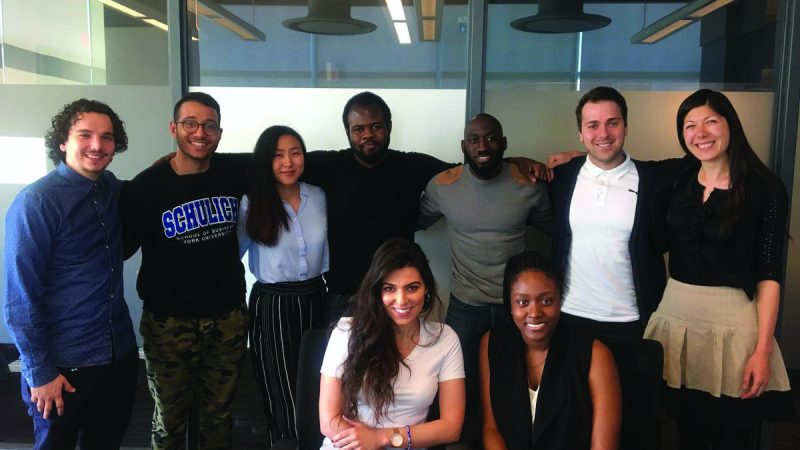 SCHULICH
SCHOOL OF BUSINESS
YORK UNIVERSITY